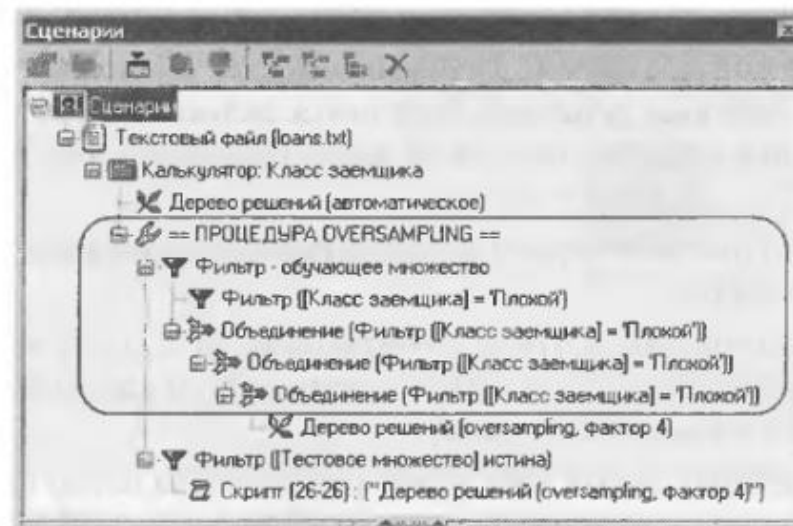 Сценарии
Сценарии
Текстовый файл (loans.txt)
Калькулятор: Класс заемщика
Дерево решений (автоматическое)
== ПРОЦЕДУРА OVERSAMPLING ==
Фильтр - обучающее множество
Фильтр ([Класс заемщика] = 'Плохой')
Объединение (Фильтр ([Класс заемщика] = 'Плохой'))
Объединение (Фильтр ([Класс заемщика] = 'Плохой'))
Объединение (Фильтр ([Класс заемщика] = 'Плохой'))
Дерево решений (oversampling, фактор 4)
Фильтр ([Тестовое множество] истина)
Скрипт (26-26) : ("Дерево решений (oversampling, фактор 4)")